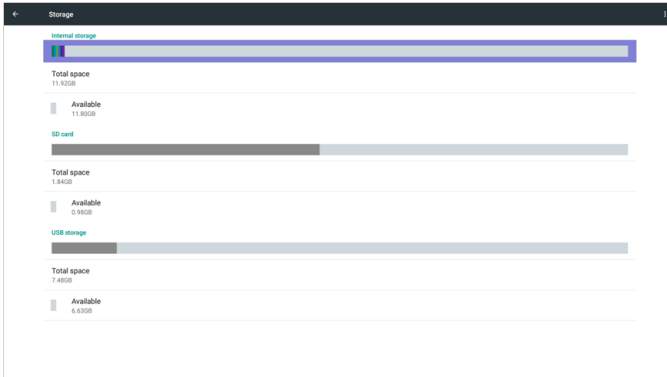 Storage
Internal storage
Total space
11.92GB
Available
11.80GB
SD card
Total space
1.84GB
Available
0.98GB
USB storage
Total space
7.48GB
Available
6.63GB